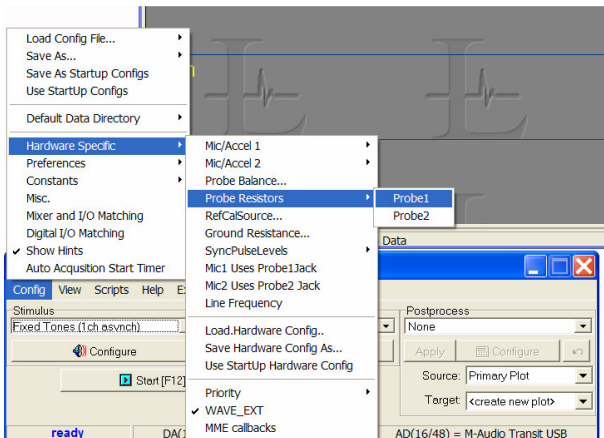 Load Config File...
Save As...
Save As Startup Configs
Use StartUp Configs
Default Data Directory
Hardware Specific
Preferences
Constants
Misc.
Mixer and I/O Matching
Digital I/O Matching
Show Hints
Auto Acqusition Start Timer
Mic/Accel 1
Mic/Accel 2
Probe Balance...
Probe Resistors
RefCalSource...
Ground Resistance...
SyncPulseLevels
Mic1 Uses Probe1Jack
Mic2 Uses Probe2 Jack
Line Frequency
Load.Hardware Config..
Save Hardware Config As...
Use StartUp Hardware Config
Priority
WAVE_EXT
MME callbacks
Probe1
Probe2
Data
Config View Scripts Help
Stimulus
Fixed Tones (1ch asynch)
Configure
Start [F12]
Postprocess
None
Apply Configure
Source: Primary Plot
Target: <create new plot>
ready
AD(16/48) = M-Audio Transit USB